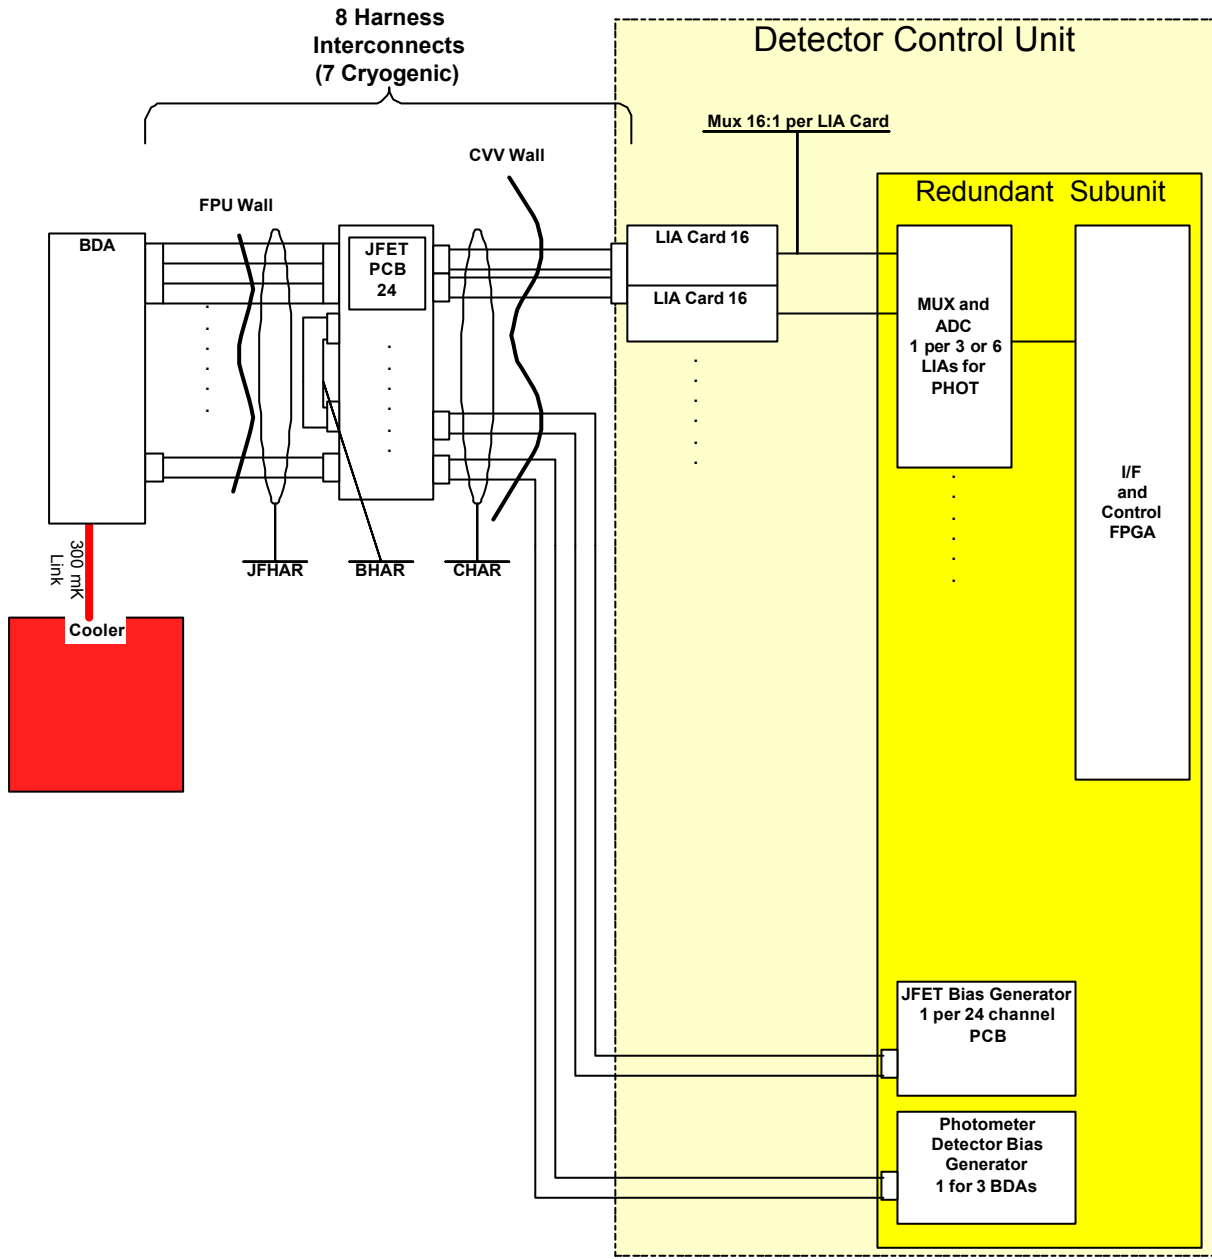 8 Harness
Interconnects
(7 Cryogenic)
Detector Control Unit
Mux 16:1 per LIA Card
CVV Wall
Redundant Subunit
FPU Wall
BDA
JFET
PCB
24
LIA Card 16
LIA Card 16
MUX and
ADC
1 per 3 or 6
LIAs for
PHOT
I/F
and
Control
FPGA
300 mK
Link
JFHAR
BHAR
CHAR
Cooler
JFET Bias Generator
1 per 24 channel
PCB
Photometer
Detector Bias
Generator
1 for 3 BDAs